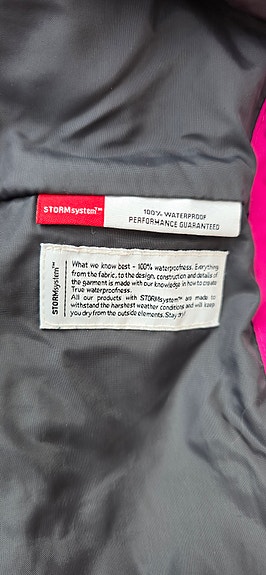 STORMsystem™
100% WATERPROOF
PERFORMANCE GUARANTEED
STORMsystem™
What we know best - 100% waterproofness. Everything
from the fabric, to the design, construction and details of
the garment is made with our knowledge in how to create
True waterproofness.
All our products with STORMsystem™ are made to
withstand the harshest weather conditions and will keep
you dry from the outside elements. Stay dry!